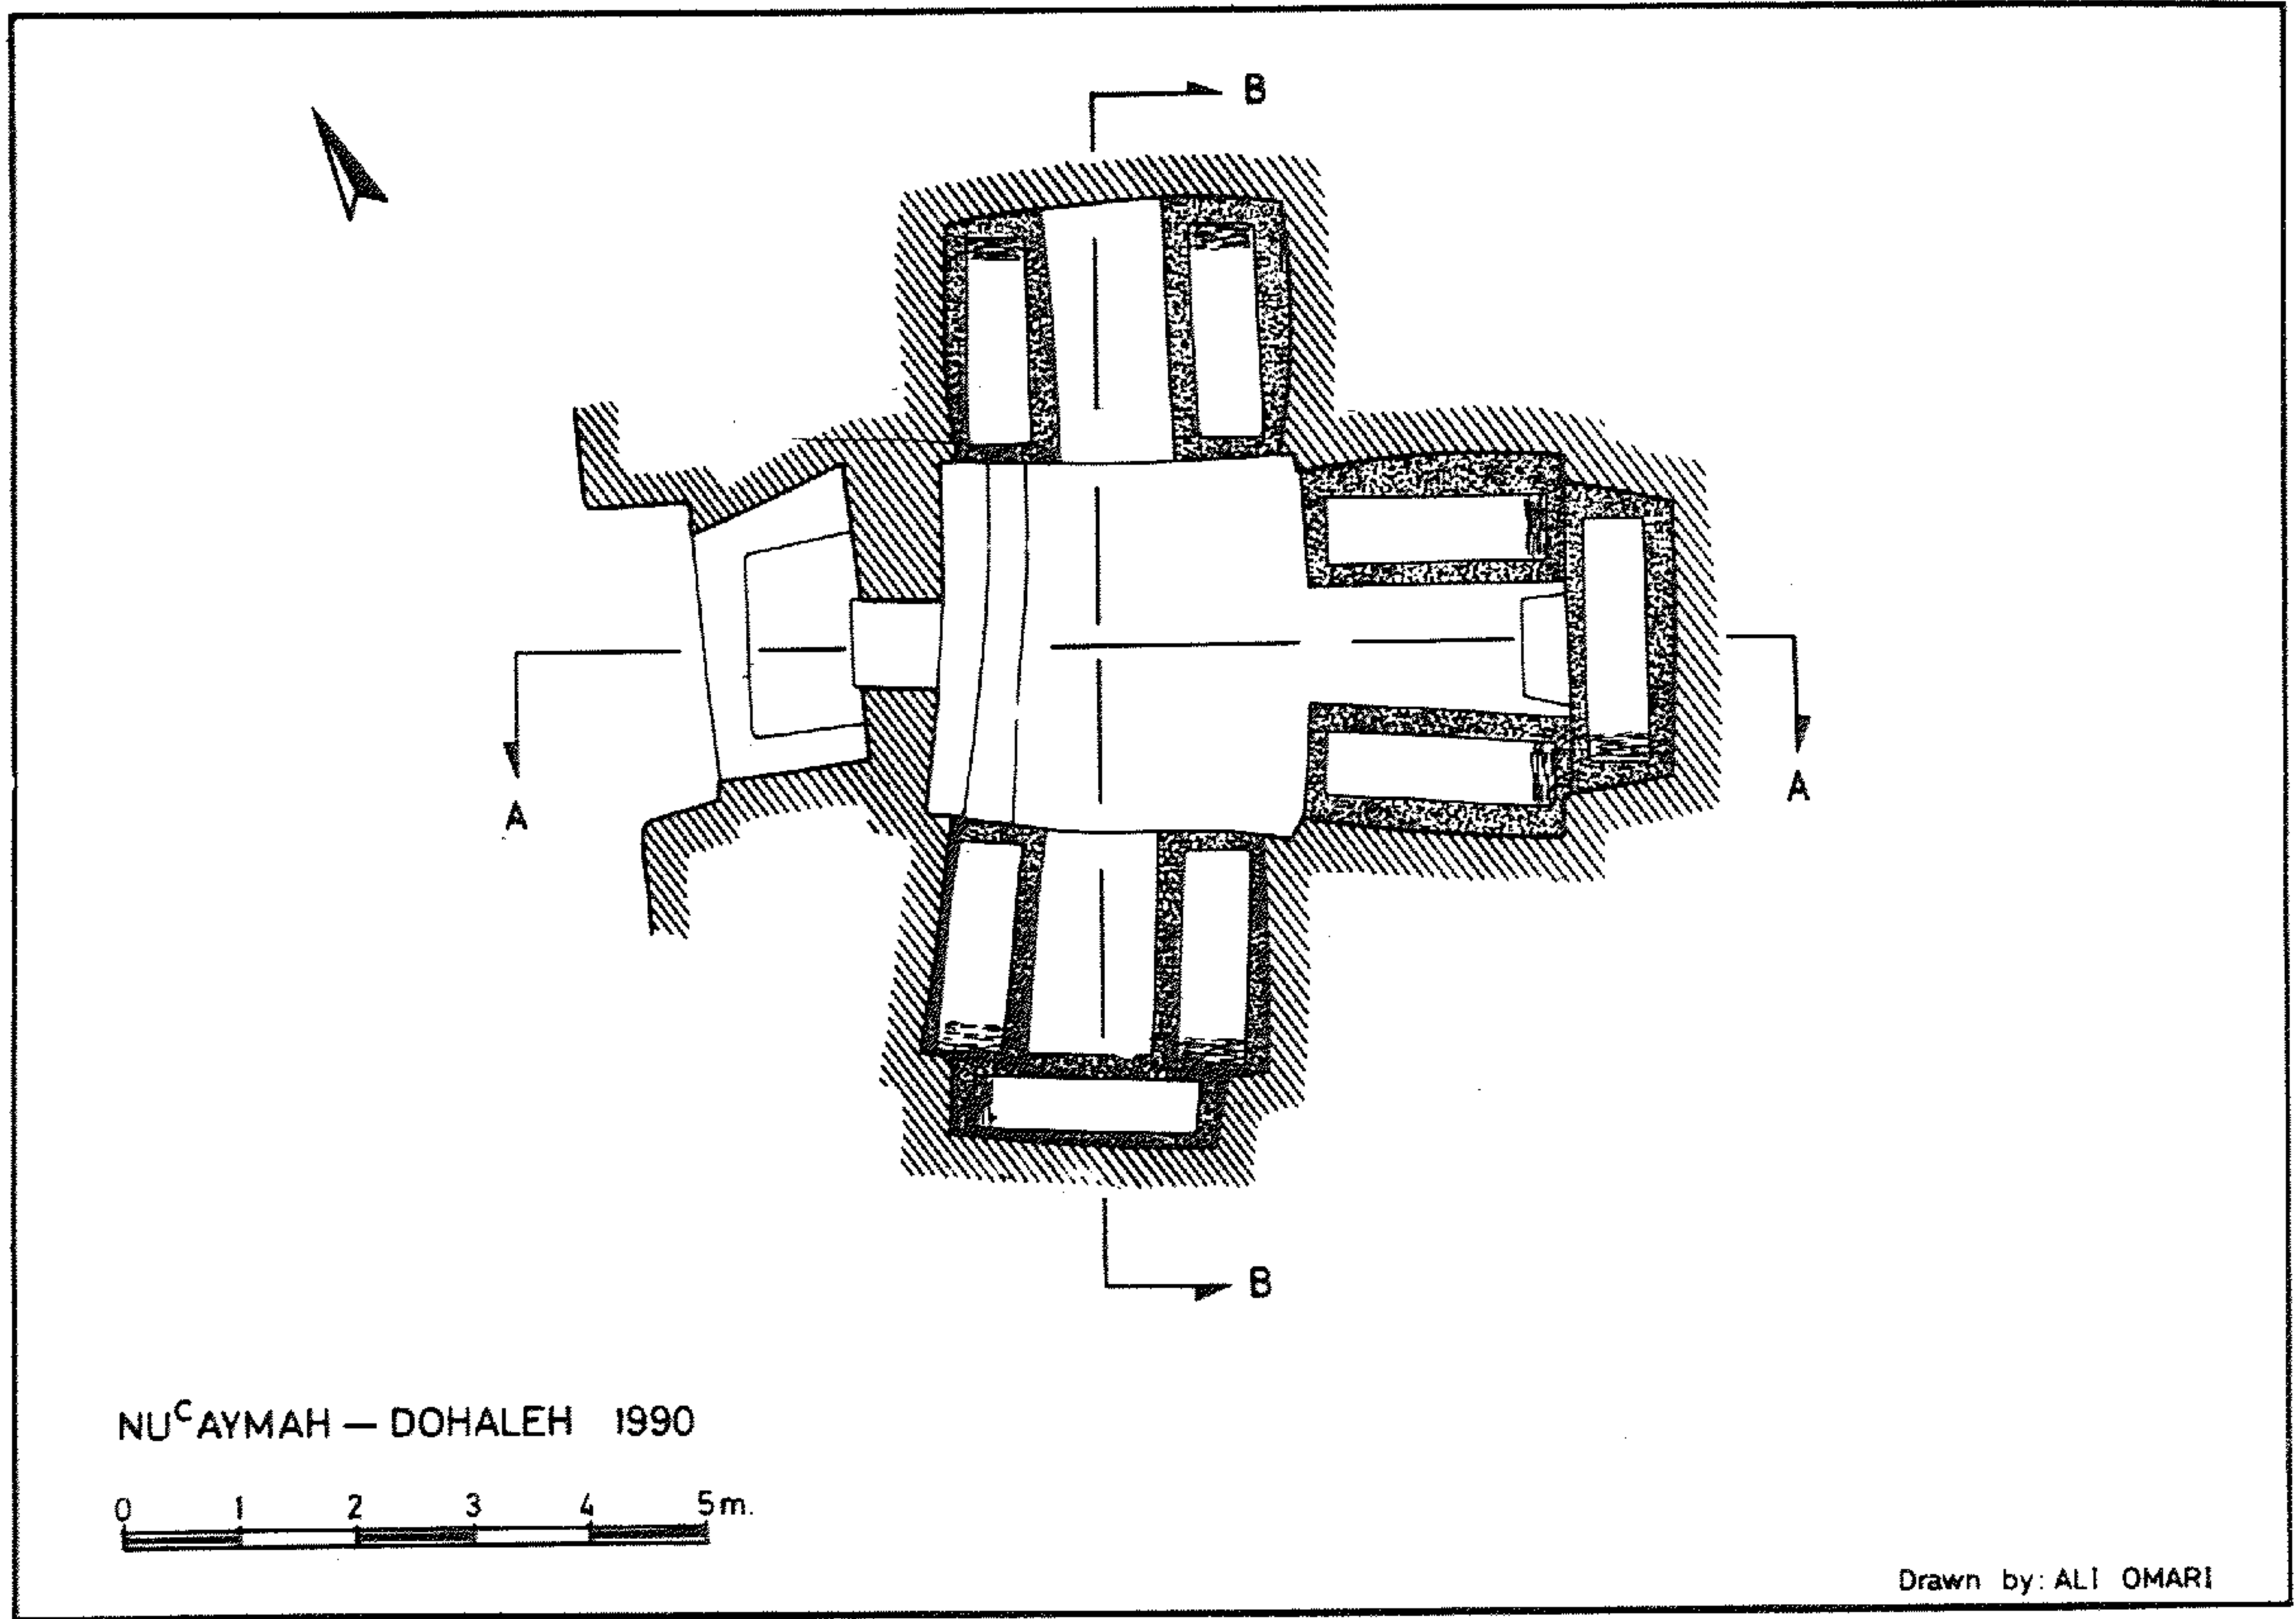 B
A
A
B
NUᶜAYMAH — DOHALEH 1990
0 1 2 3 4 5m.
Drawn by: ALI OMARI